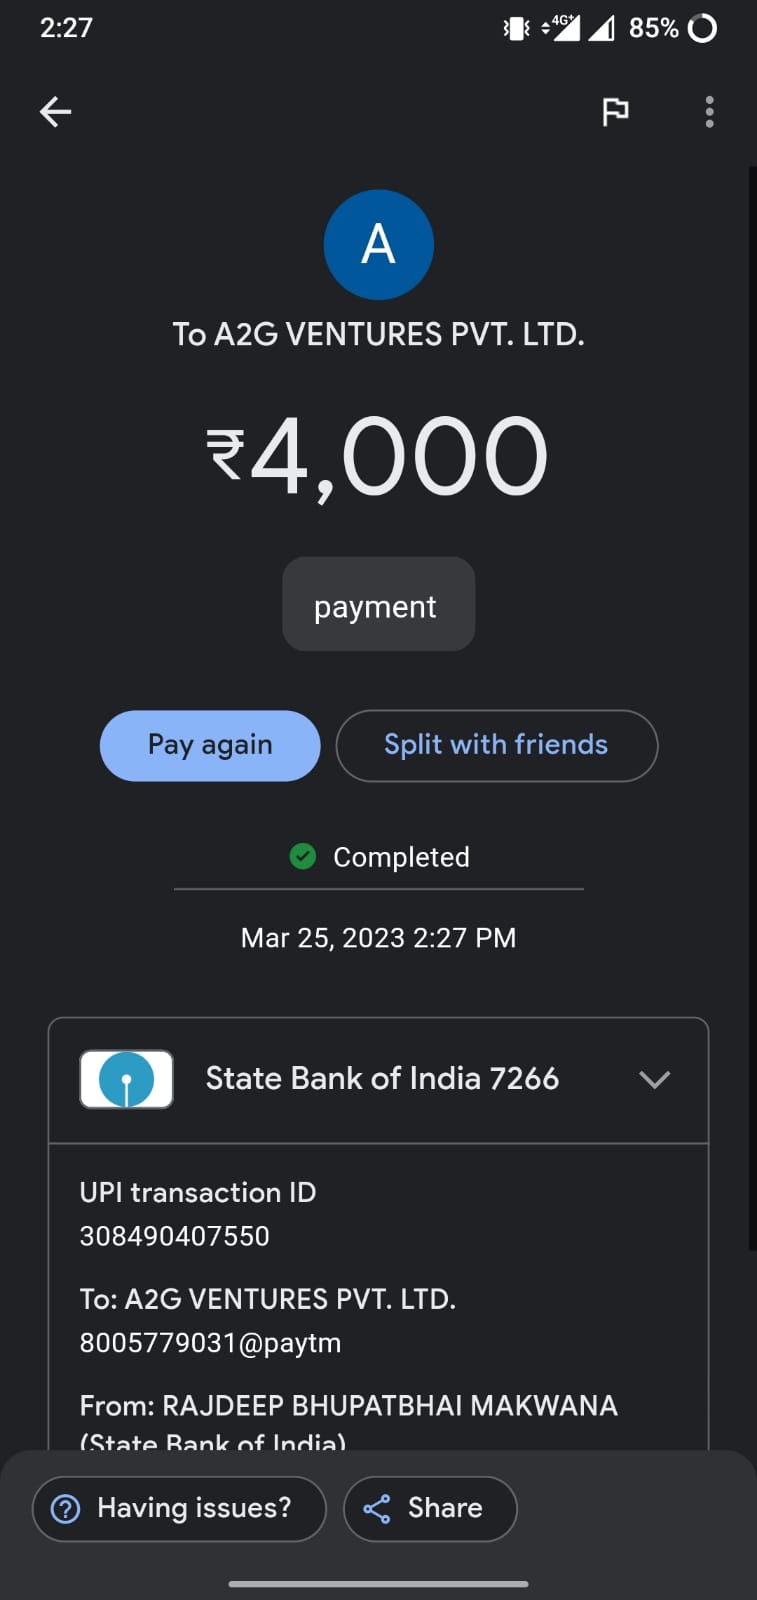 2:27
4G+
85%
A
To A2G VENTURES PVT. LTD.
₹4,000
payment
Pay again
Split with friends
Completed
Mar 25, 2023 2:27 PM
State Bank of India 7266
UPI transaction ID
308490407550
To: A2G VENTURES PVT. LTD.
8005779031@paytm
From: RAJDEEP BHUPATBHAI MAKWANA
(State Bank of India)
Having issues?
Share